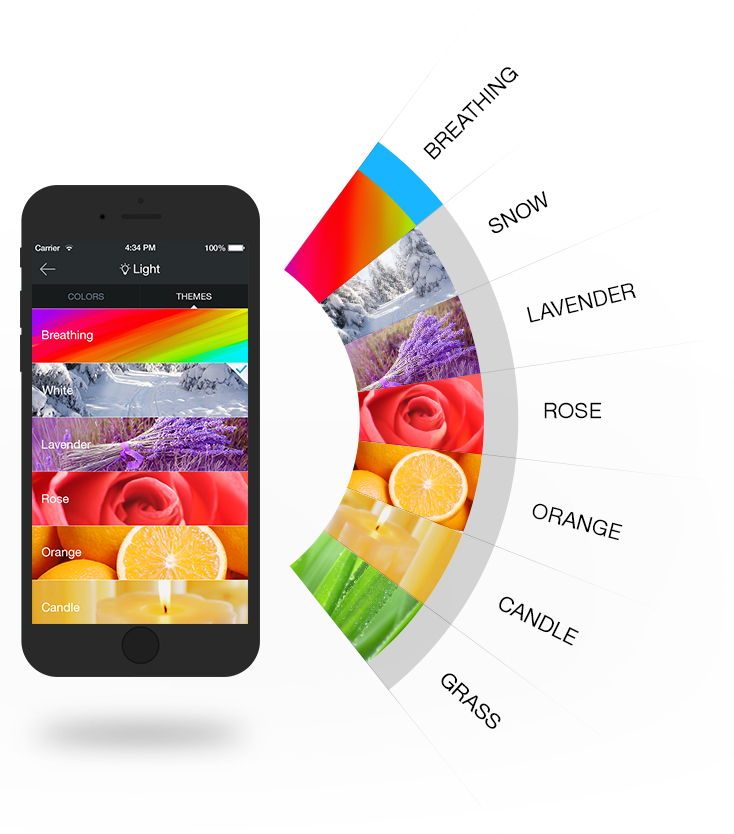 Carrier 4:34 PM 100%
Light
COLORS THEMES
Breathing
White
Lavender
Rose
Orange
Candle
BREATHING
SNOW
LAVENDER
ROSE
ORANGE
CANDLE
GRASS